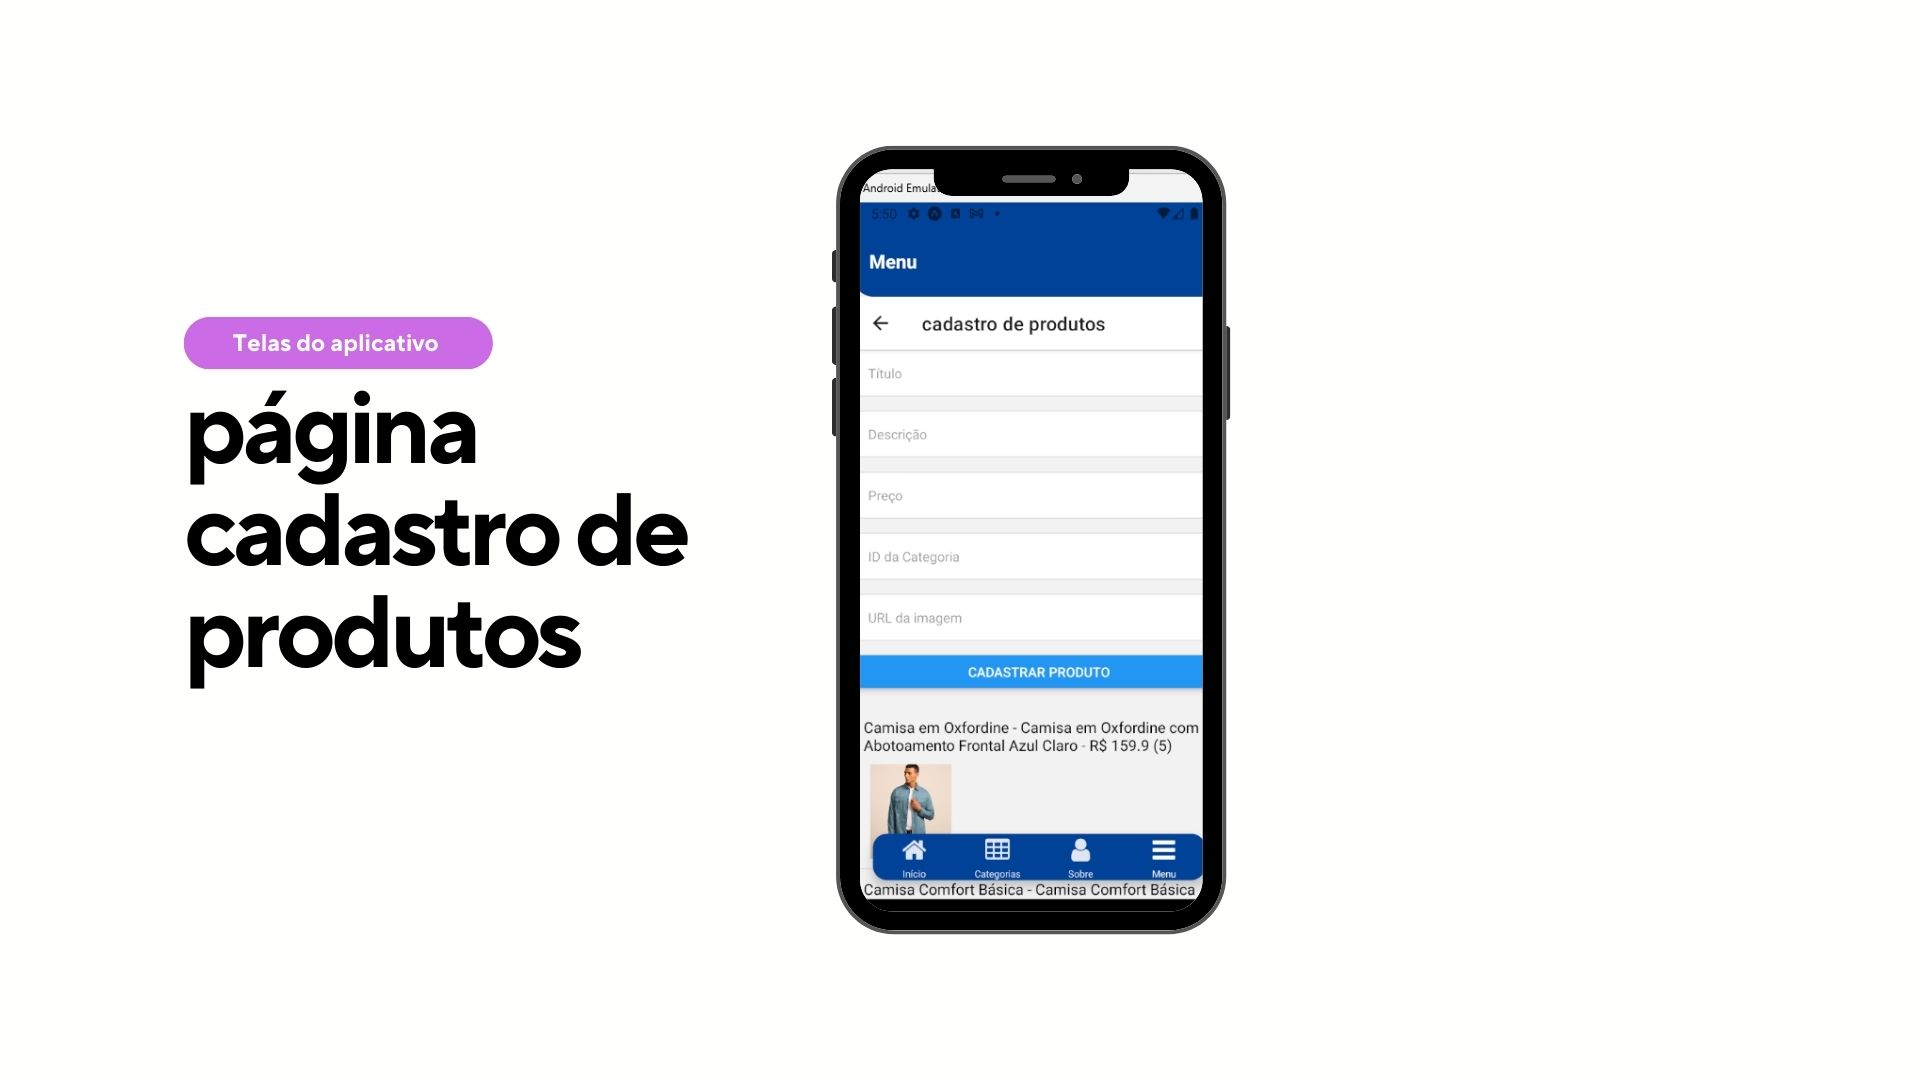 Telas do aplicativo
página
cadastro de
produtos
Android Emula
5:50
Menu
cadastro de produtos
Título
Descrição
Preço
ID da Categoria
URL da imagem
CADASTRAR PRODUTO
Camisa em Oxfordine - Camisa em Oxfordine com
Abotoamento Frontal Azul Claro - R$ 159.9 (5)
Início
Categorias
Sobre
Menu
Camisa Comfort Básica - Camisa Comfort Básica